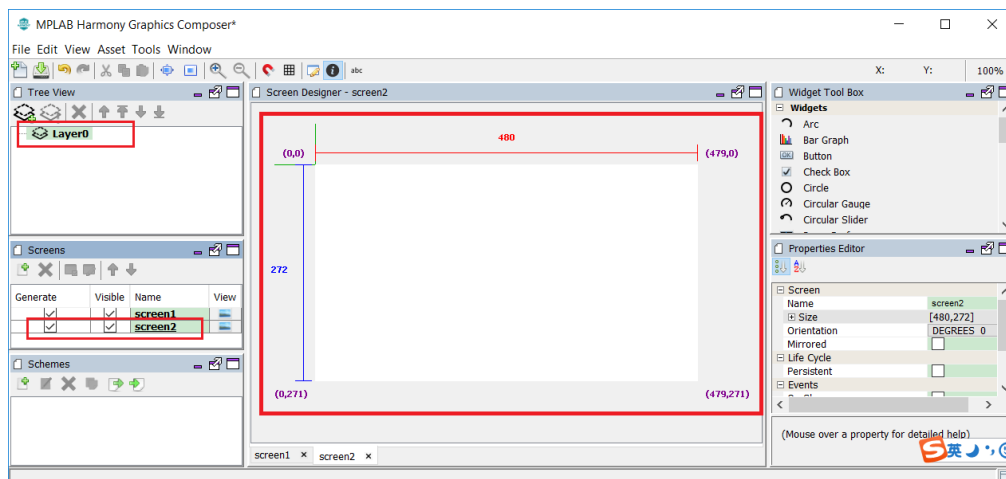 MPLAB Harmony Graphics Composer*
File Edit View Asset Tools Window
abc
X: Y: 100%
Tree View
Layer0
Screens
Generate Visible Name View
screen1
screen2
Schemes
Screen Designer - screen2
480
(0,0) (479,0)
272
(0,271) (479,271)
screen1 × screen2 ×
Widget Tool Box
Widgets
Arc
Bar Graph
Button
Check Box
Circle
Circular Gauge
Circular Slider
Properties Editor
Screen
Name screen2
Size [480,272]
Orientation DEGREES 0
Mirrored
Life Cycle
Persistent
Events
(Mouse over a property for detailed help)
英